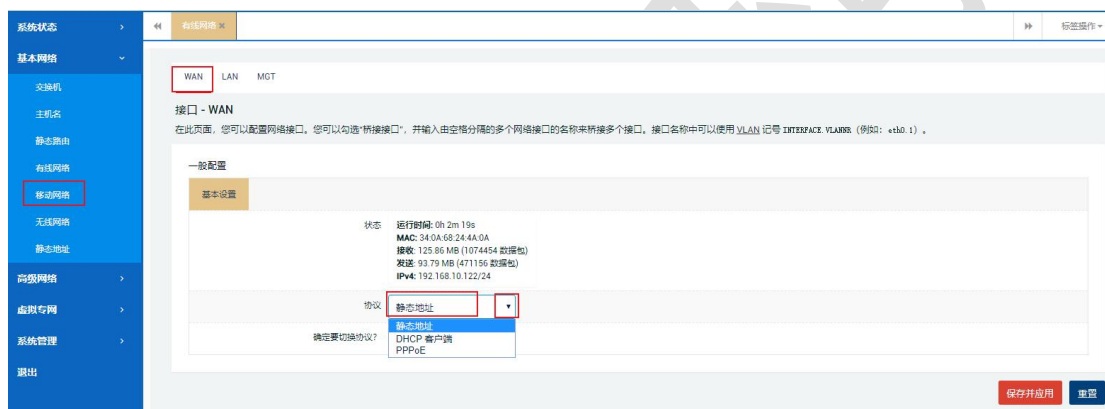 系统状态
基本网络
交换机
主机名
静态路由
有线网络
移动网络
无线网络
静态地址
高级网络
虚拟专网
系统管理
退出
有线网络
标签操作
WAN LAN MGT
接口 - WAN
在此页面，您可以配置网络接口。您可以勾选“桥接接口”，并输入由空格分隔的多个网络接口的名称来桥接多个接口。接口名称中可以使用 VLAN 记号 INTERFACE.VLANNR（例如：eth0.1）。
一般配置
基本设置
状态 运行时间: 0h 2m 19s
MAC: 34:0A:68:24:4A:0A
接收: 125.86 MB (1074454 数据包)
发送: 93.79 MB (471156 数据包)
IPv4: 192.168.10.122/24
协议 静态地址
静态地址
确定要切换协议? DHCP 客户端
PPPoE
保存并应用 重置